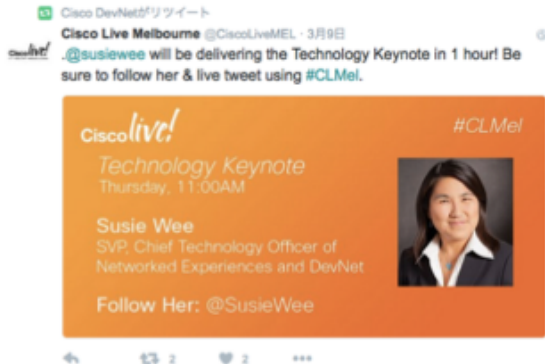 Cisco DevNetがリツイート
Cisco Live Melbourne @CiscoLiveMEL · 3月9日
.@susiewee will be delivering the Technology Keynote in 1 hour! Be
sure to follow her & live tweet using #CLMel.
Cisco live!
#CLMel
Technology Keynote
Thursday, 11:00AM
Susie Wee
SVP, Chief Technology Officer of
Networked Experiences and DevNet
Follow Her: @SusieWee
2
2